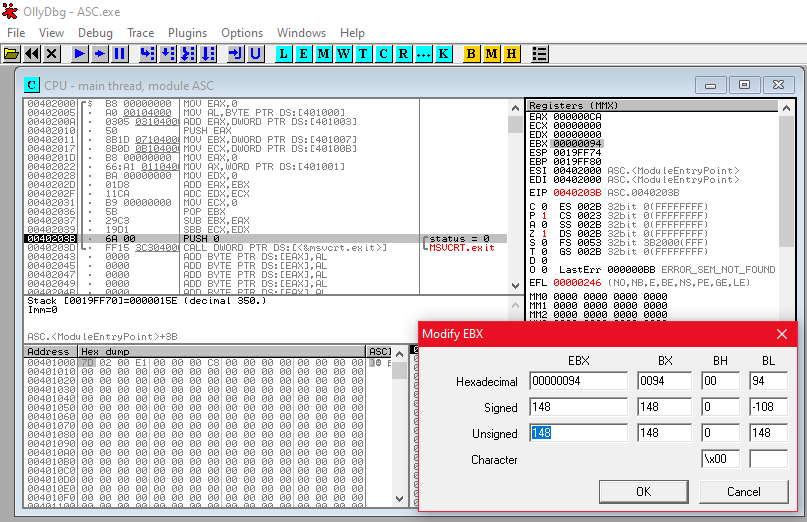 OllyDbg - ASC.exe
File View Debug Trace Plugins Options Windows Help
L E M W T C R ... K B M H
C CPU - main thread, module ASC
00402000 $ B8 00000000 MOV EAX,0
00402005 . A0 00104000 MOV AL,BYTE PTR DS:[401000]
0040200A . 0305 03104000 ADD EAX,DWORD PTR DS:[401003]
00402010 . 50 PUSH EAX
00402011 . 8B1D 07104000 MOV EBX,DWORD PTR DS:[401007]
00402017 . 8B0D 0B104000 MOV ECX,DWORD PTR DS:[40100B]
0040201D . B8 00000000 MOV EAX,0
00402022 . 66:A1 01104000 MOV AX,WORD PTR DS:[401001]
00402028 . BA 00000000 MOV EDX,0
0040202D . 01D8 ADD EAX,EBX
0040202F . 11CA ADC EDX,ECX
00402031 . B9 00000000 MOV ECX,0
00402036 . 5B POP EBX
00402037 . 29C3 SUB EBX,EAX
00402039 . 19D1 SBB ECX,EDX
0040203B . 6A 00 PUSH 0 status = 0
0040203D . FF15 3C304000 CALL DWORD PTR DS:[<&msvcrt.exit>] MSVCRT.exit
00402043 0000 ADD BYTE PTR DS:[EAX],AL
00402045 0000 ADD BYTE PTR DS:[EAX],AL
00402047 0000 ADD BYTE PTR DS:[EAX],AL
00402049 0000 ADD BYTE PTR DS:[EAX],AL
0040204B 0000 ADD BYTE PTR DS:[EAX],AL
Registers (MMX)
EAX 000000CA
ECX 00000000
EDX 00000000
EBX 00000094
ESP 0019FF74
EBP 0019FF80
ESI 00402000 ASC.<ModuleEntryPoint>
EDI 00402000 ASC.<ModuleEntryPoint>
EIP 0040203B ASC.0040203B
C 0 ES 002B 32bit 0(FFFFFFFF)
P 1 CS 0023 32bit 0(FFFFFFFF)
A 0 SS 002B 32bit 0(FFFFFFFF)
Z 1 DS 002B 32bit 0(FFFFFFFF)
S 0 FS 0053 32bit 3B2000(FFF)
T 0 GS 002B 32bit 0(FFFFFFFF)
D 0
O 0 LastErr 000000BB ERROR_SEM_NOT_FOUND
EFL 00000246 (NO,NB,E,BE,NS,PE,GE,LE)
MM0 0000 0000 0000 0000
MM1 0000 0000 0000 0000
MM2 0000 0000 0000 0000
Stack [0019FF70]=0000015E (decimal 350.)
Imm=0
ASC.<ModuleEntryPoint>+3B
Address Hex dump ASCI
00401000 7D 02 00 E1 00 00 00 C8 00 00 00 00 00 00 00 00
00401010 00 00 00 00 00 00 00 00 00 00 00 00 00 00 00 00
00401020 00 00 00 00 00 00 00 00 00 00 00 00 00 00 00 00
00401030 00 00 00 00 00 00 00 00 00 00 00 00 00 00 00 00
00401040 00 00 00 00 00 00 00 00 00 00 00 00 00 00 00 00
00401050 00 00 00 00 00 00 00 00 00 00 00 00 00 00 00 00
00401060 00 00 00 00 00 00 00 00 00 00 00 00 00 00 00 00
00401070 00 00 00 00 00 00 00 00 00 00 00 00 00 00 00 00
00401080 00 00 00 00 00 00 00 00 00 00 00 00 00 00 00 00
00401090 00 00 00 00 00 00 00 00 00 00 00 00 00 00 00 00
004010A0 00 00 00 00 00 00 00 00 00 00 00 00 00 00 00 00
004010B0 00 00 00 00 00 00 00 00 00 00 00 00 00 00 00 00
004010C0 00 00 00 00 00 00 00 00 00 00 00 00 00 00 00 00
004010D0 00 00 00 00 00 00 00 00 00 00 00 00 00 00 00 00
004010E0 00 00 00 00 00 00 00 00 00 00 00 00 00 00 00 00
004010F0 00 00 00 00 00 00 00 00 00 00 00 00 00 00 00 00
Modify EBX
EBX BX BH BL
Hexadecimal 00000094 0094 00 94
Signed 148 148 0 -108
Unsigned 148 148 0 148
Character \x00
OK Cancel